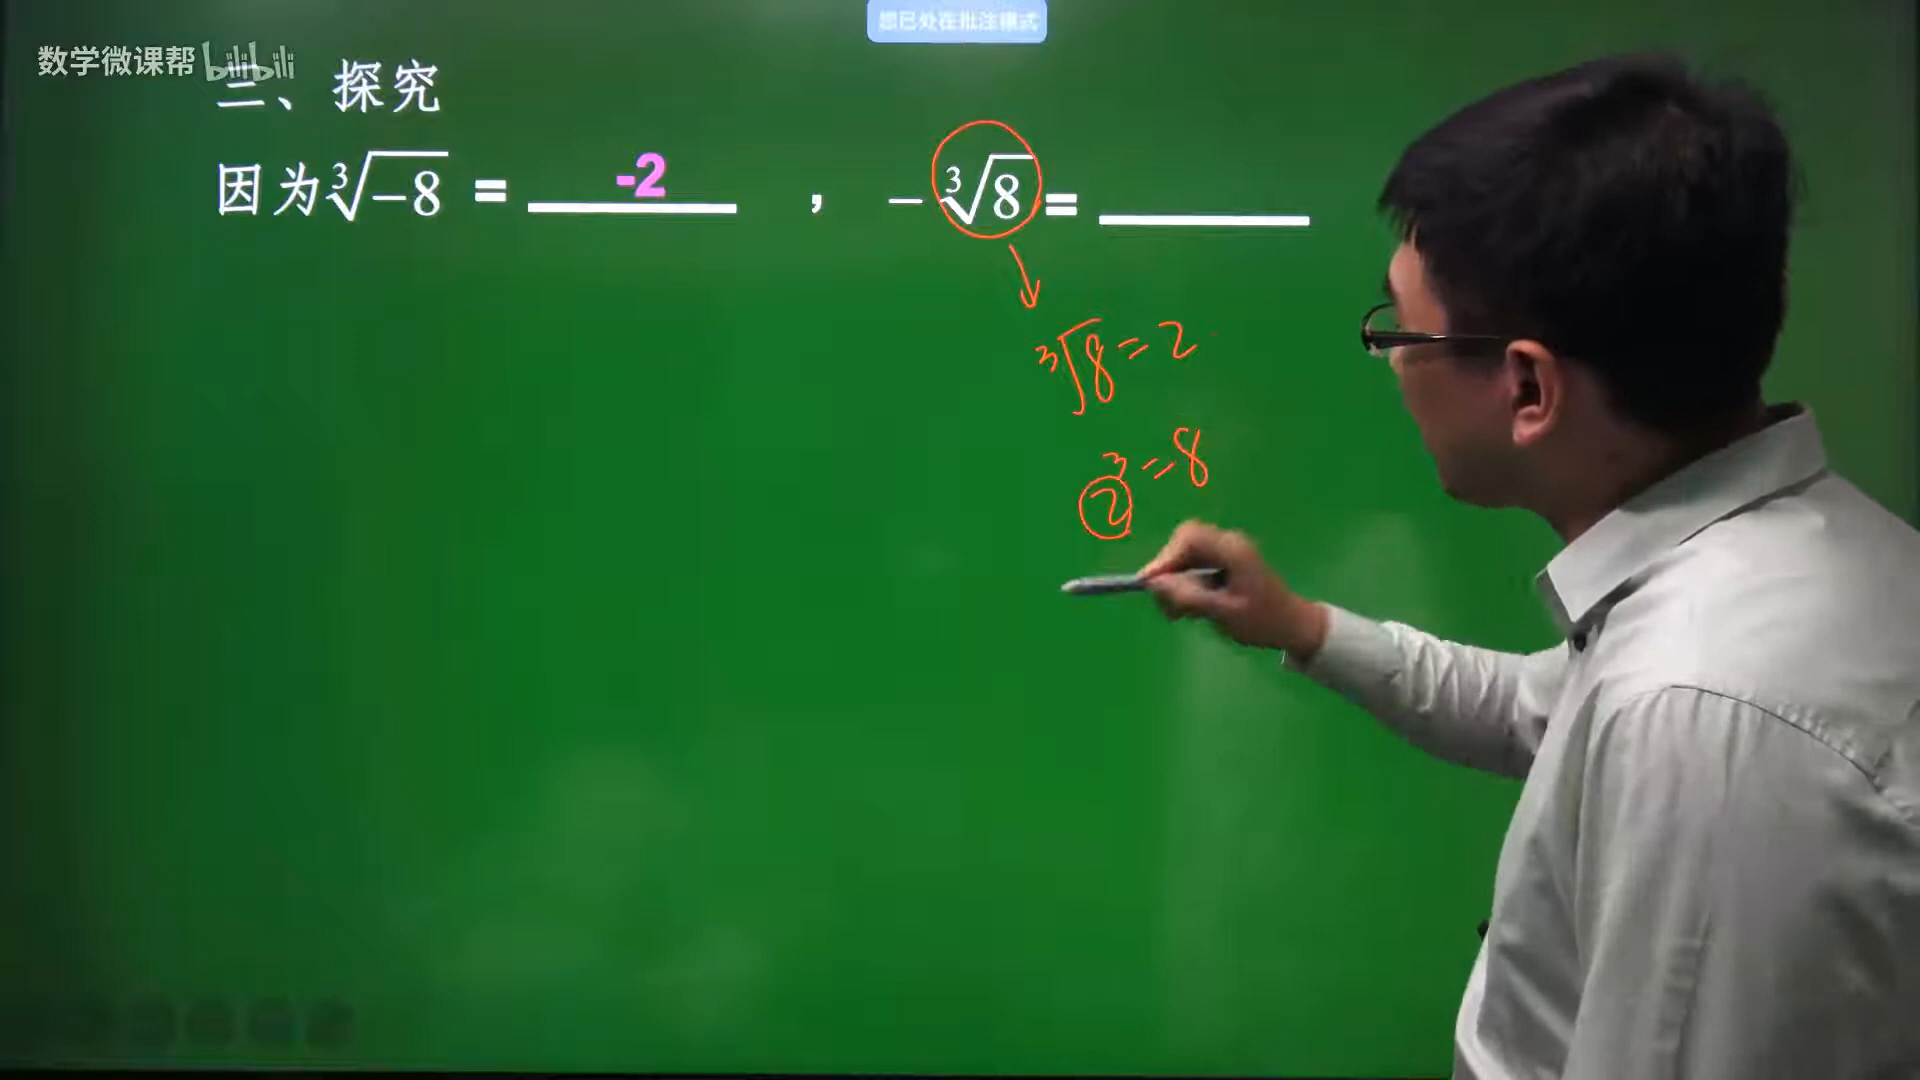 您已处在批注模式
数学微课帮 bilibili
三、探究
因为∛-8 = -2 , -∛8 =
∛8=2
2³=8